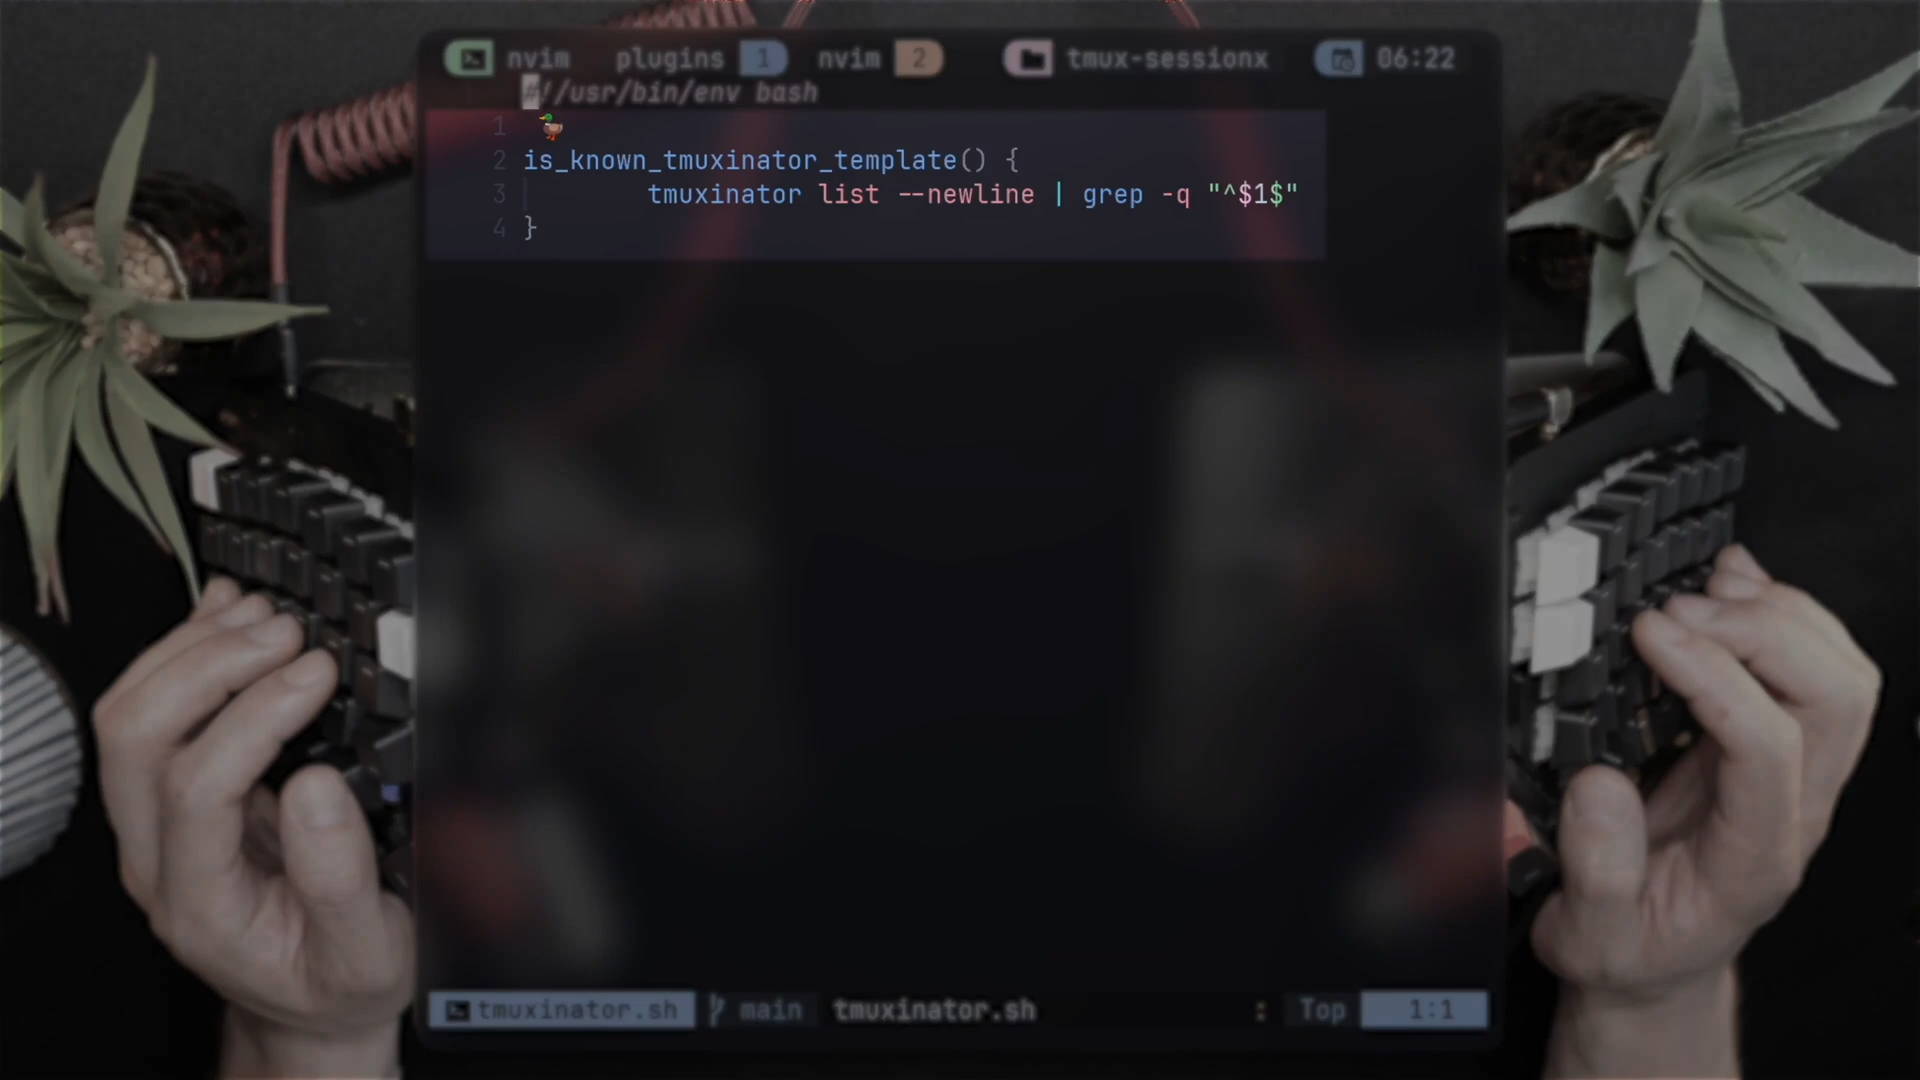 nvim plugins 1 nvim 2 tmux-sessionx 06:22
#!/usr/bin/env bash
1
2 is_known_tmuxinator_template() {
3 tmuxinator list --newline | grep -q "^$1$"
4 }
tmuxinator.sh main tmuxinator.sh : Top 1:1